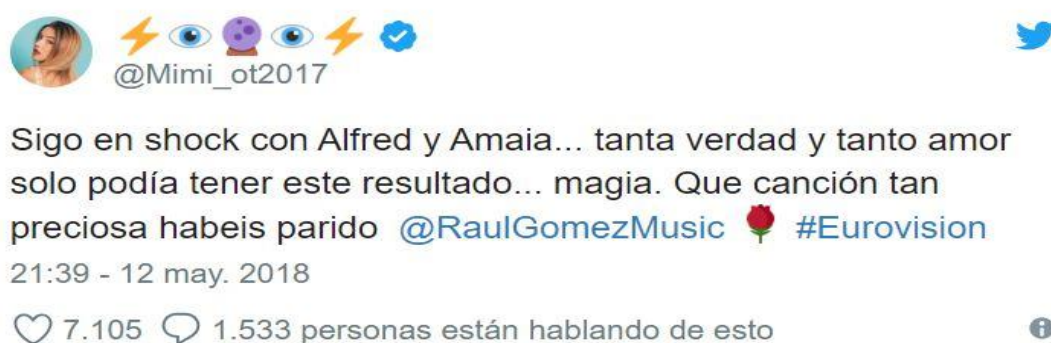 ⚡👁🔮👁⚡
@Mimi_ot2017
Sigo en shock con Alfred y Amaia... tanta verdad y tanto amor
solo podía tener este resultado... magia. Que canción tan
preciosa habeis parido @RaulGomezMusic 🌹 #Eurovision
21:39 - 12 may. 2018
7.105 1.533 personas están hablando de esto